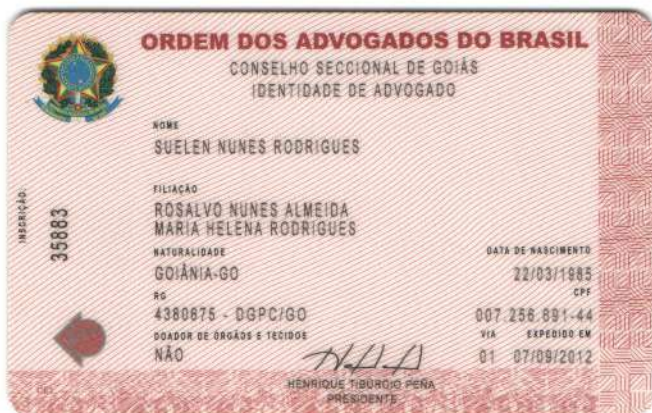 ORDEM DOS ADVOGADOS DO BRASIL
CONSELHO SECCIONAL DE GOIÁS
IDENTIDADE DE ADVOGADO
NOME
SUELEN NUNES RODRIGUES
FILIAÇÃO
ROSALVO NUNES ALMEIDA
MARIA HELENA RODRIGUES
INSCRIÇÃO:
35883
NATURALIDADE
DATA DE NASCIMENTO
GOIÂNIA-GO
22/03/1985
RG
CPF
4380675 - DGPC/GO
007.256.891-44
DOADOR DE ÓRGÃOS E TECIDOS
VIA
EXPEDIDO EM
NÃO
01
07/09/2012
HENRIQUE TIBÚRCIO PEÑA
PRESIDENTE